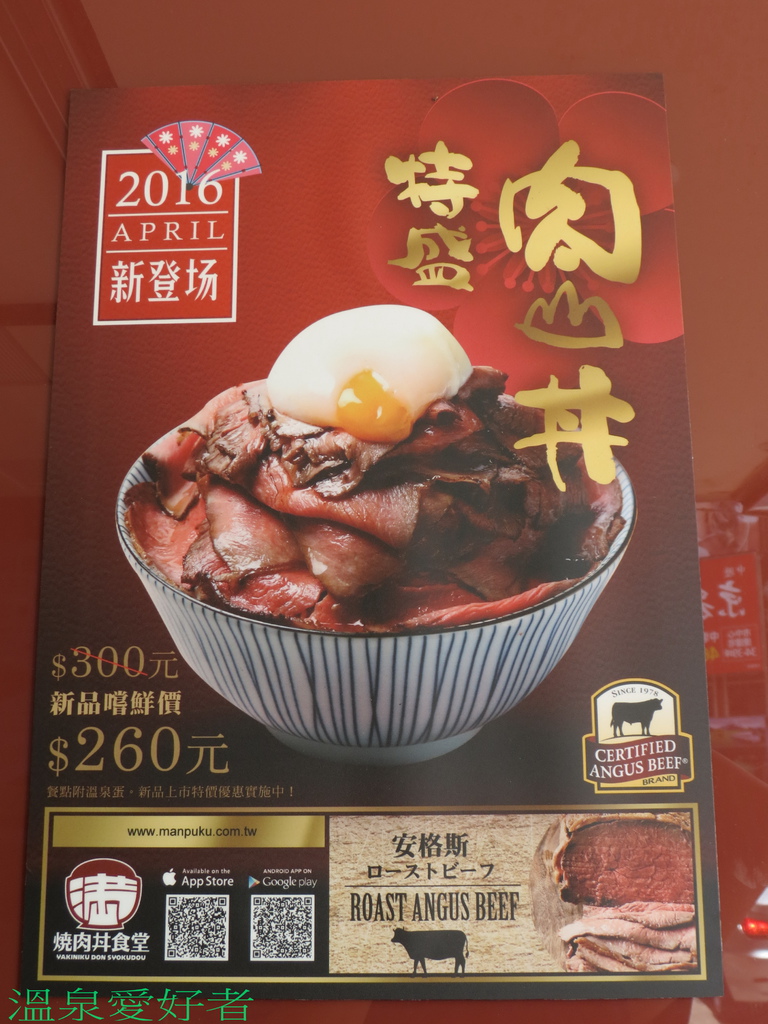 2016
APRIL
新登场
特盛
肉山丼
$300元
新品嚐鮮價
$260元
餐點附溫泉蛋。新品上市特價優惠實施中！
SINCE 1978
CERTIFIED
ANGUS BEEF®
BRAND
www.manpuku.com.tw
満
燒肉丼食堂
YAKINIKU DON SYOKUDOU
Available on the
App Store
ANDROID APP ON
Google play
安格斯
ローストビーフ
ROAST ANGUS BEEF
溫泉愛好者